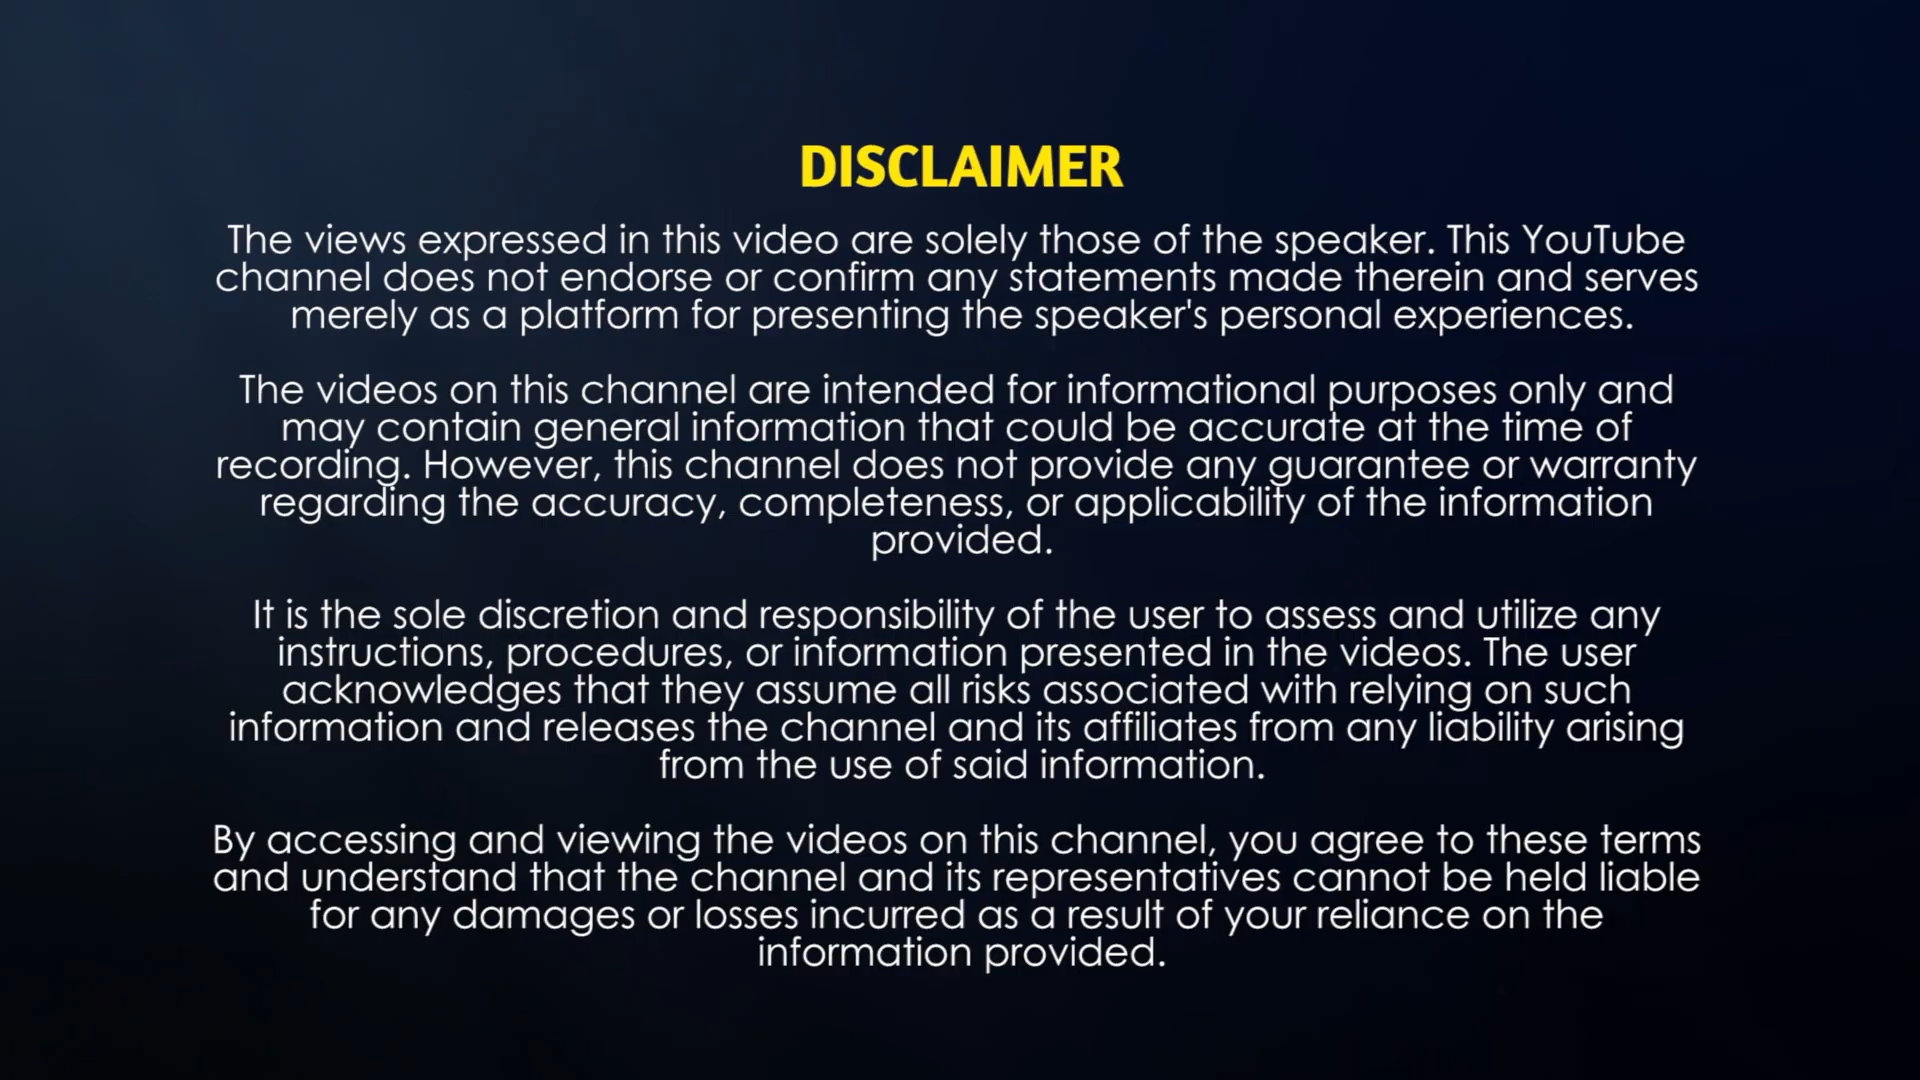 DISCLAIMER
The views expressed in this video are solely those of the speaker. This YouTube
channel does not endorse or confirm any statements made therein and serves
merely as a platform for presenting the speaker's personal experiences.
The videos on this channel are intended for informational purposes only and
may contain general information that could be accurate at the time of
recording. However, this channel does not provide any guarantee or warranty
regarding the accuracy, completeness, or applicability of the information
provided.
It is the sole discretion and responsibility of the user to assess and utilize any
instructions, procedures, or information presented in the videos. The user
acknowledges that they assume all risks associated with relying on such
information and releases the channel and its affiliates from any liability arising
from the use of said information.
By accessing and viewing the videos on this channel, you agree to these terms
and understand that the channel and its representatives cannot be held liable
for any damages or losses incurred as a result of your reliance on the
information provided.